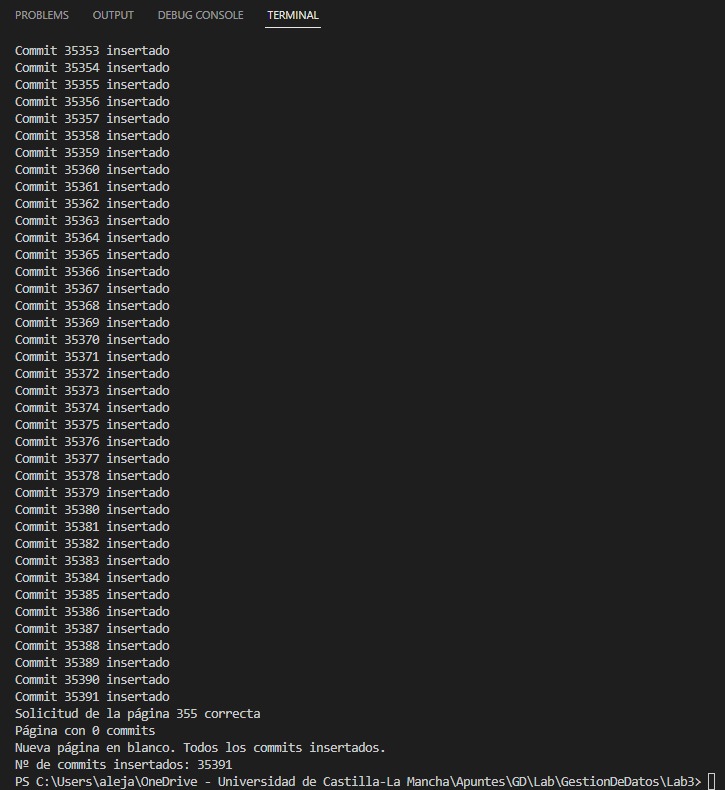 PROBLEMS OUTPUT DEBUG CONSOLE TERMINAL
Commit 35353 insertado
Commit 35354 insertado
Commit 35355 insertado
Commit 35356 insertado
Commit 35357 insertado
Commit 35358 insertado
Commit 35359 insertado
Commit 35360 insertado
Commit 35361 insertado
Commit 35362 insertado
Commit 35363 insertado
Commit 35364 insertado
Commit 35365 insertado
Commit 35366 insertado
Commit 35367 insertado
Commit 35368 insertado
Commit 35369 insertado
Commit 35370 insertado
Commit 35371 insertado
Commit 35372 insertado
Commit 35373 insertado
Commit 35374 insertado
Commit 35375 insertado
Commit 35376 insertado
Commit 35377 insertado
Commit 35378 insertado
Commit 35379 insertado
Commit 35380 insertado
Commit 35381 insertado
Commit 35382 insertado
Commit 35383 insertado
Commit 35384 insertado
Commit 35385 insertado
Commit 35386 insertado
Commit 35387 insertado
Commit 35388 insertado
Commit 35389 insertado
Commit 35390 insertado
Commit 35391 insertado
Solicitud de la página 355 correcta
Página con 0 commits
Nueva página en blanco. Todos los commits insertados.
Nº de commits insertados: 35391
PS C:\Users\aleja\OneDrive - Universidad de Castilla-La Mancha\Apuntes\GD\Lab\GestionDeDatos\Lab3>